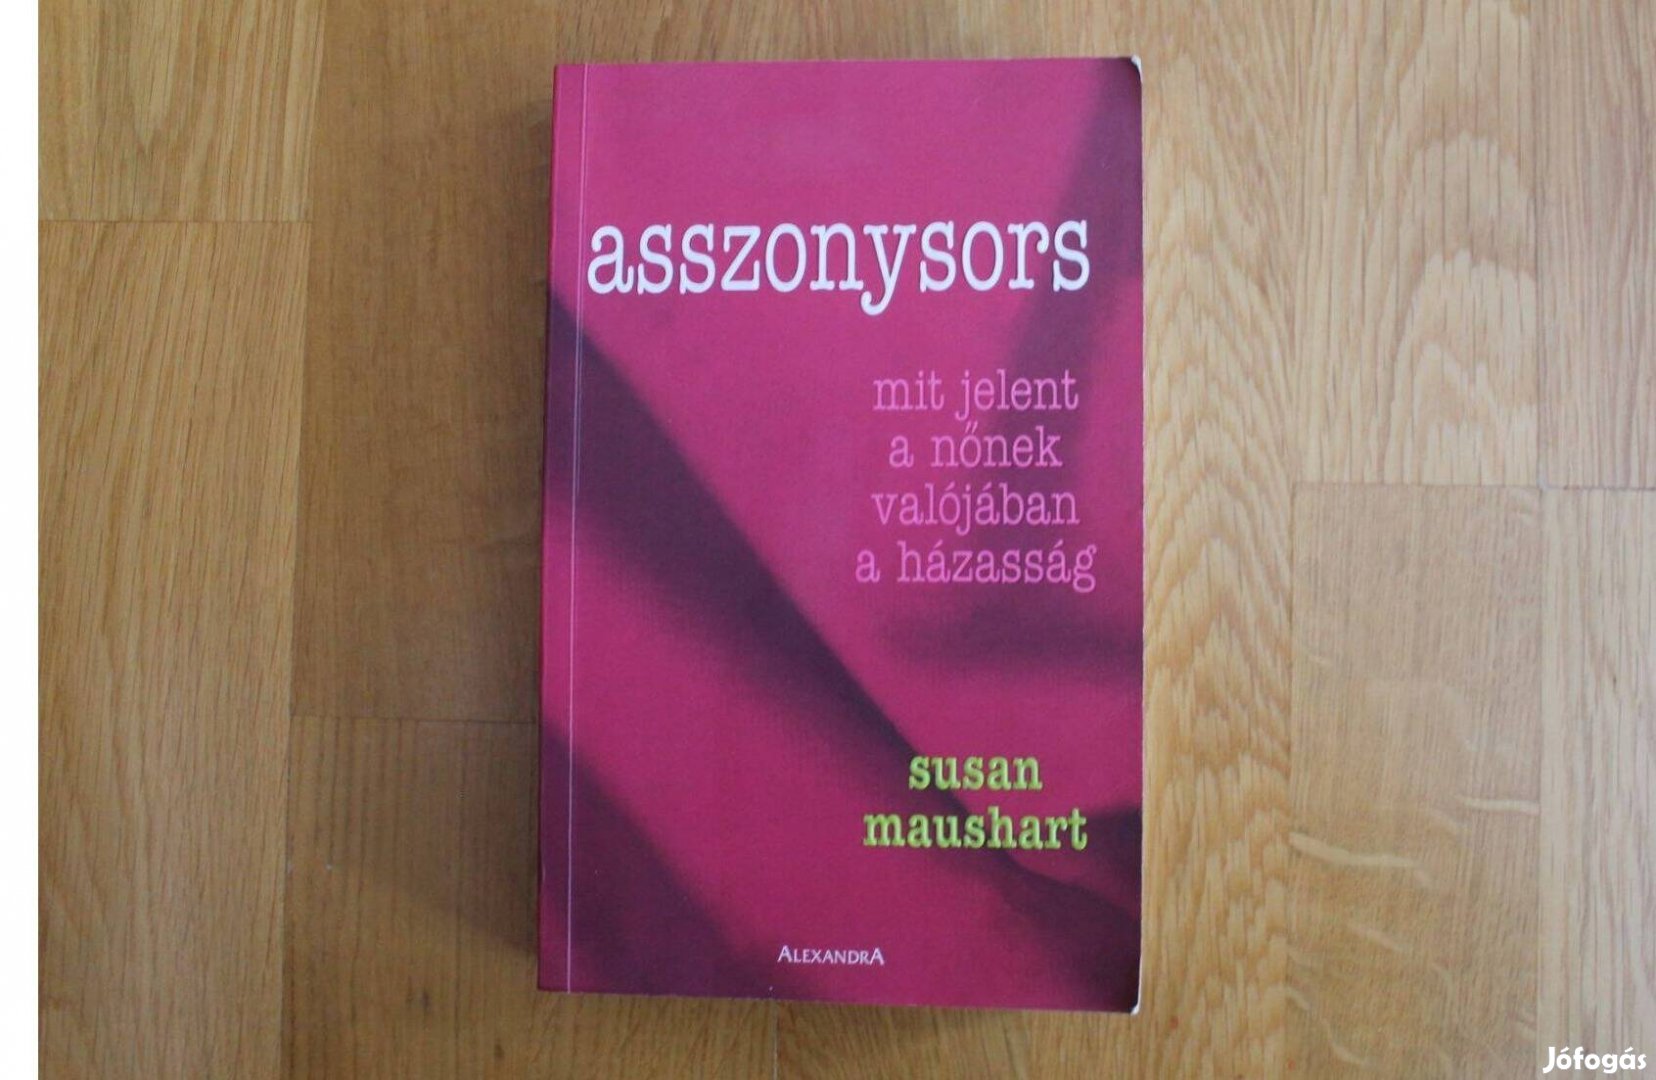 asszonysors
mit jelent
a nőnek
valójában
a házasság
susan
maushart
ALEXANDRA
Jófogás